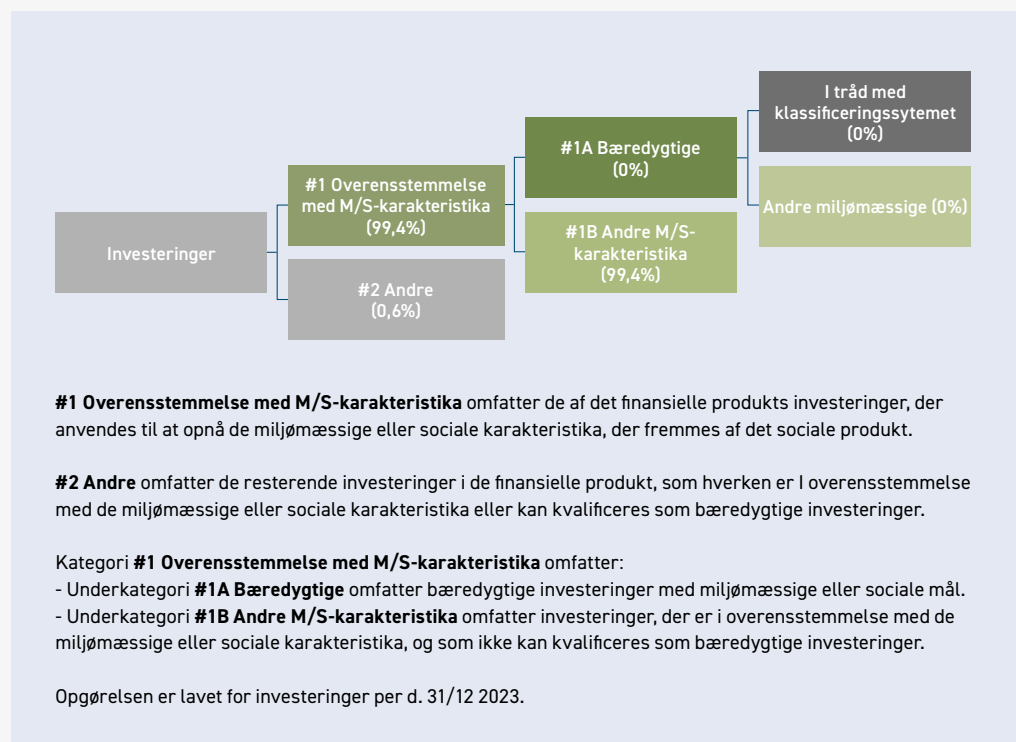 I tråd med
klassificeringssytemet
(0%)
#1A Bæredygtige
(0%)
#1 Overensstemmelse
med M/S-karakteristika
(99,4%)
Andre miljømæssige (0%)
Investeringer
#1B Andre M/S-
karakteristika
(99,4%)
#2 Andre
(0,6%)
#1 Overensstemmelse med M/S-karakteristika omfatter de af det finansielle produkts investeringer, der
anvendes til at opnå de miljømæssige eller sociale karakteristika, der fremmes af det sociale produkt.
#2 Andre omfatter de resterende investeringer i de finansielle produkt, som hverken er I overensstemmelse
med de miljømæssige eller sociale karakteristika eller kan kvalificeres som bæredygtige investeringer.
Kategori #1 Overensstemmelse med M/S-karakteristika omfatter:
- Underkategori #1A Bæredygtige omfatter bæredygtige investeringer med miljømæssige eller sociale mål.
- Underkategori #1B Andre M/S-karakteristika omfatter investeringer, der er i overensstemmelse med de
miljømæssige eller sociale karakteristika, og som ikke kan kvalificeres som bæredygtige investeringer.
Opgørelsen er lavet for investeringer per d. 31/12 2023.